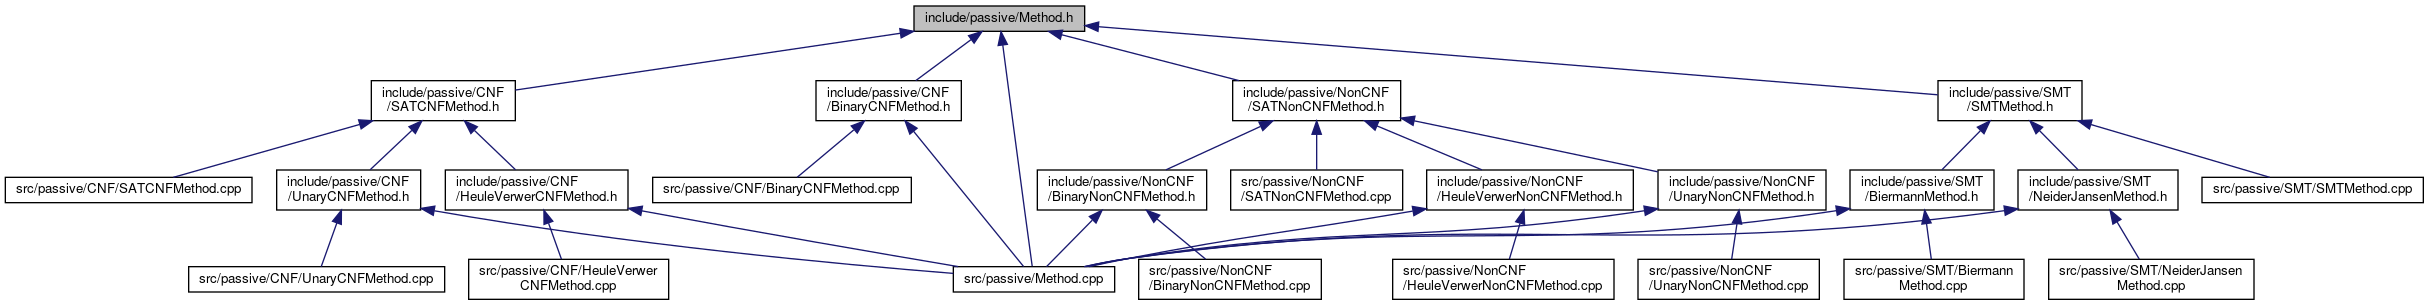 include/passive/Method.h
include/passive/CNF
/SATCNFMethod.h
include/passive/CNF
/BinaryCNFMethod.h
include/passive/NonCNF
/SATNonCNFMethod.h
include/passive/SMT
/SMTMethod.h
src/passive/CNF/SATCNFMethod.cpp
include/passive/CNF
/UnaryCNFMethod.h
include/passive/CNF
/HeuleVerwerCNFMethod.h
src/passive/CNF/BinaryCNFMethod.cpp
include/passive/NonCNF
/BinaryNonCNFMethod.h
src/passive/NonCNF
/SATNonCNFMethod.cpp
include/passive/NonCNF
/HeuleVerwerNonCNFMethod.h
include/passive/NonCNF
/UnaryNonCNFMethod.h
include/passive/SMT
/BiermannMethod.h
include/passive/SMT
/NeiderJansenMethod.h
src/passive/SMT/SMTMethod.cpp
src/passive/CNF/UnaryCNFMethod.cpp
src/passive/CNF/HeuleVerwer
CNFMethod.cpp
src/passive/Method.cpp
src/passive/NonCNF
/BinaryNonCNFMethod.cpp
src/passive/NonCNF
/HeuleVerwerNonCNFMethod.cpp
src/passive/NonCNF
/UnaryNonCNFMethod.cpp
src/passive/SMT/Biermann
Method.cpp
src/passive/SMT/NeiderJansen
Method.cpp